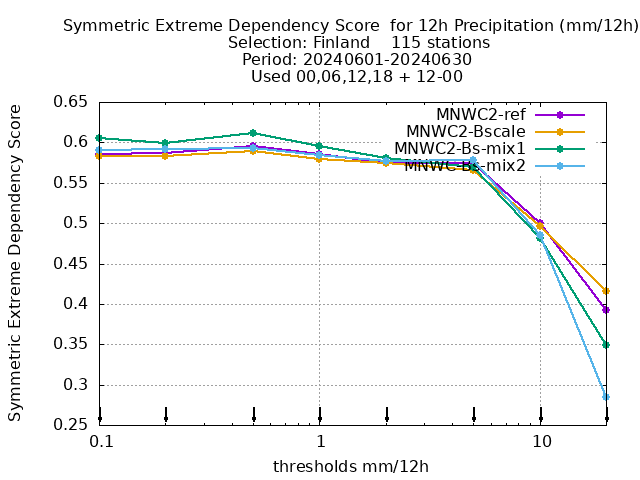 Symmetric Extreme Dependency Score  for 12h Precipitation (mm/12h)
Selection: Finland    115 stations
Period: 20240601-20240630
Used 00,06,12,18 + 12-00
Symmetric Extreme Dependency Score
0.65
0.6
0.55
0.5
0.45
0.4
0.35
0.3
0.25
MNWC2-ref
MNWC2-Bscale
MNWC2-Bs-mix1
MNWC-Bs-mix2
0.1
1
10
thresholds mm/12h